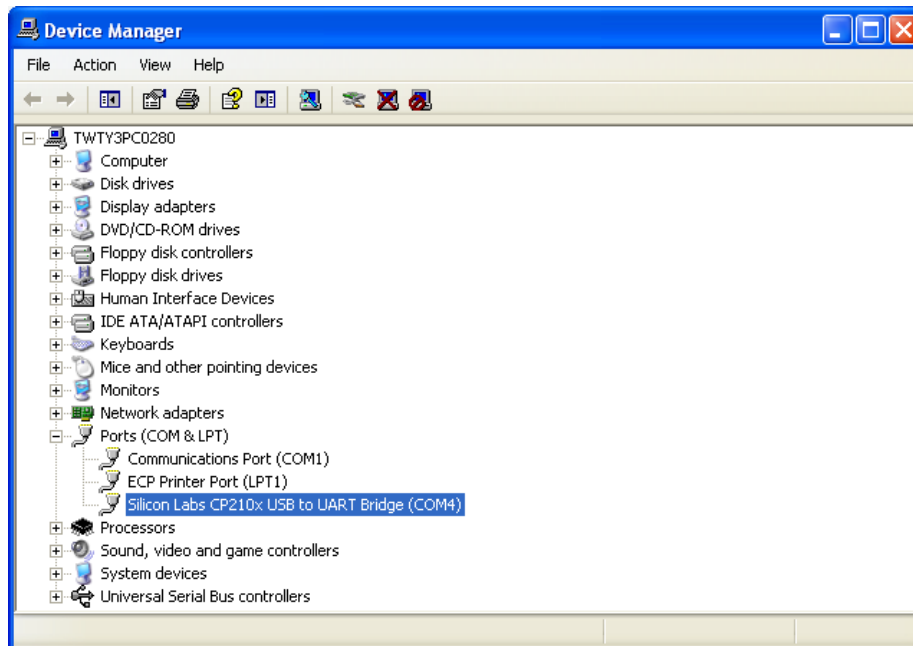 Device Manager
File Action View Help
TWTY3PC0280
Computer
Disk drives
Display adapters
DVD/CD-ROM drives
Floppy disk controllers
Floppy disk drives
Human Interface Devices
IDE ATA/ATAPI controllers
Keyboards
Mice and other pointing devices
Monitors
Network adapters
Ports (COM & LPT)
Communications Port (COM1)
ECP Printer Port (LPT1)
Silicon Labs CP210x USB to UART Bridge (COM4)
Processors
Sound, video and game controllers
System devices
Universal Serial Bus controllers